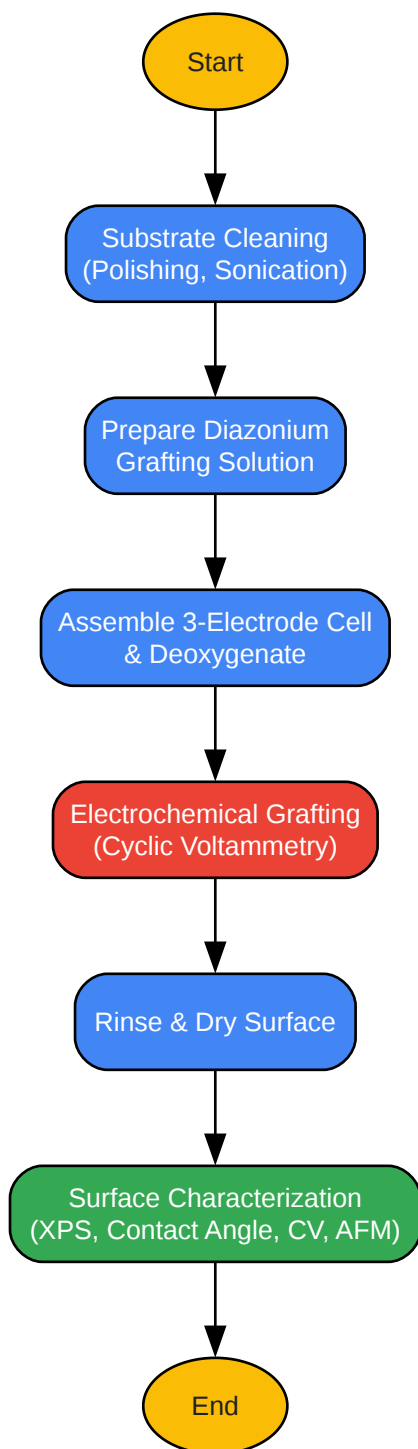 Start
Substrate Cleaning
(Polishing, Sonication)
Prepare Diazonium
Grafting Solution
Assemble 3-Electrode Cell
& Deoxygenate
Electrochemical Grafting
(Cyclic Voltammetry)
Rinse & Dry Surface
Surface Characterization
(XPS, Contact Angle, CV, AFM)
End